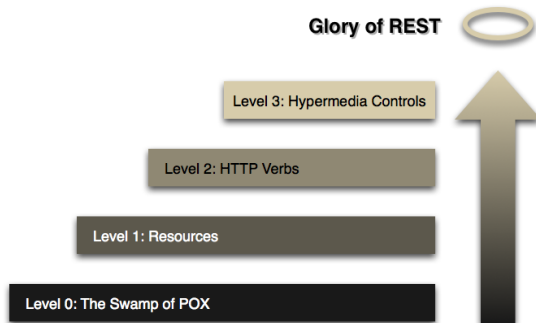 Glory of REST
Level 3: Hypermedia Controls
Level 2: HTTP Verbs
Level 1: Resources
Level 0: The Swamp of POX